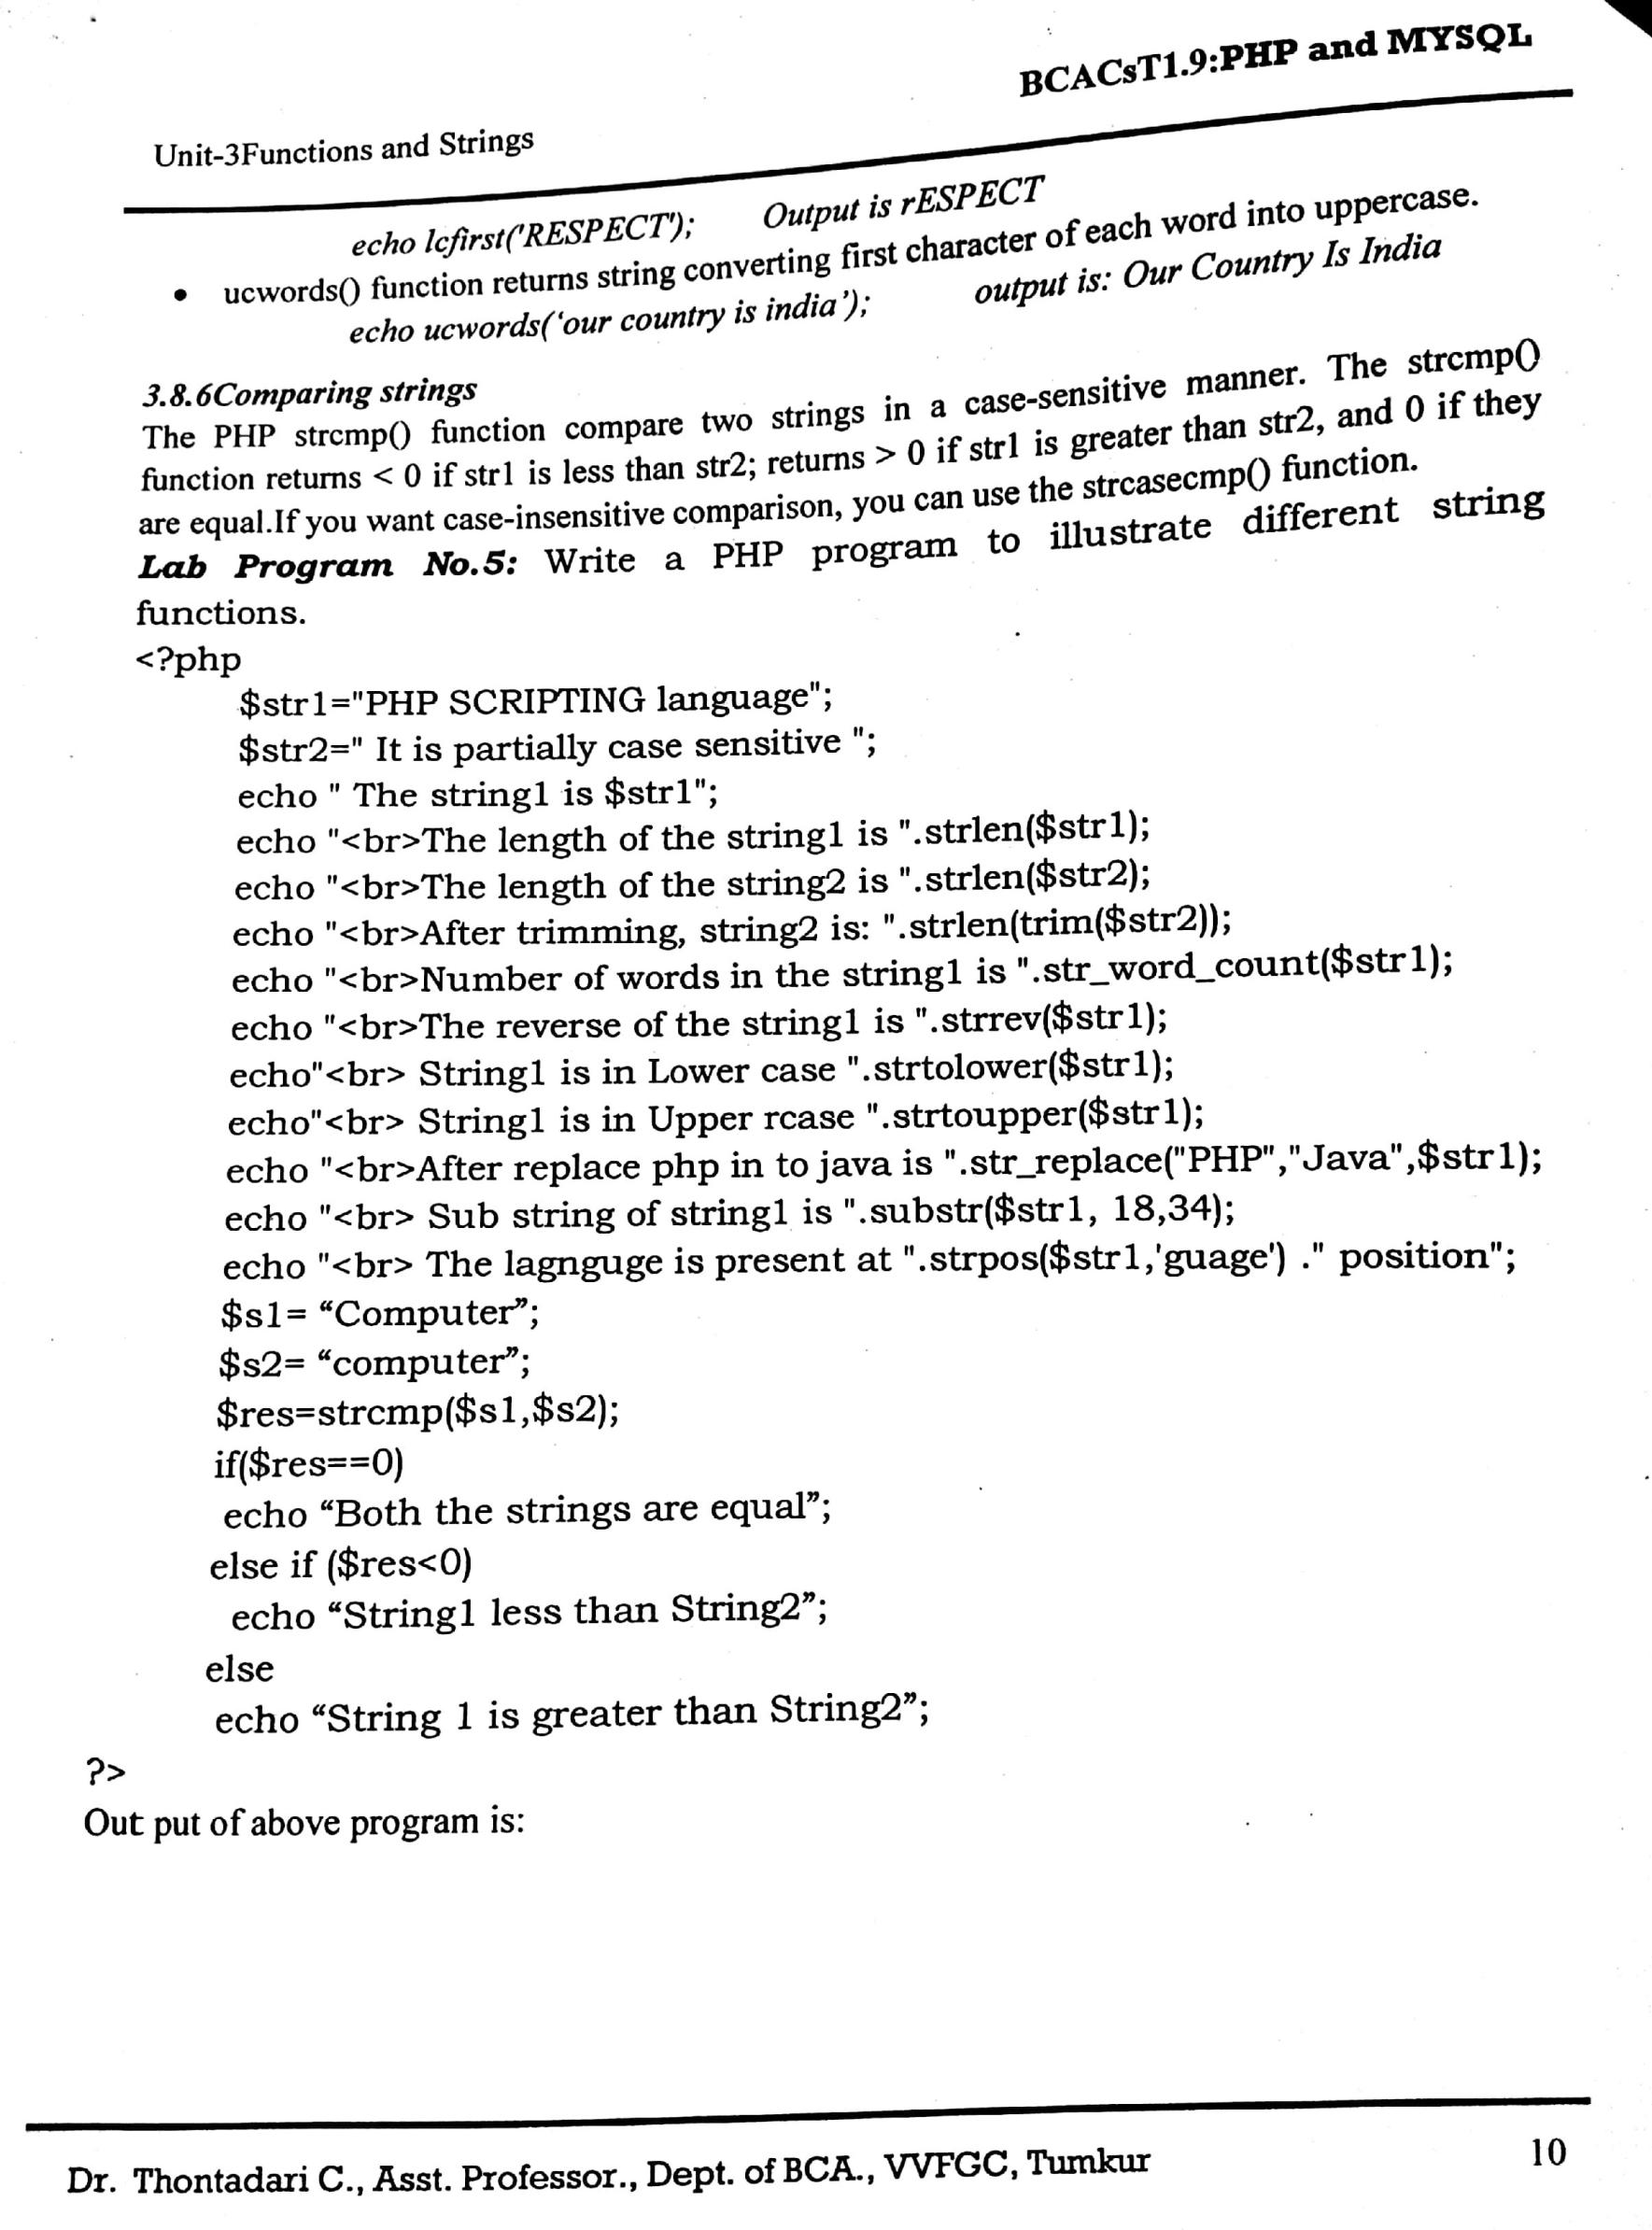 BCACsT1.9:PHP and MYSQL
Unit-3Functions and Strings
echo lcfirst('RESPECT'); Output is rESPECT
• ucwords() function returns string converting first character of each word into uppercase.
echo ucwords(‘our country is india’); output is: Our Country Is India
3.8.6Comparing strings
The PHP strcmp() function compare two strings in a case-sensitive manner. The strcmp()
function returns < 0 if str1 is less than str2; returns > 0 if str1 is greater than str2, and 0 if they
are equal.If you want case-insensitive comparison, you can use the strcasecmp() function.
Lab Program No.5: Write a PHP program to illustrate different string
functions.
<?php
$str1="PHP SCRIPTING language";
$str2=" It is partially case sensitive ";
echo " The string1 is $str1";
echo "<br>The length of the string1 is ".strlen($str1);
echo "<br>The length of the string2 is ".strlen($str2);
echo "<br>After trimming, string2 is: ".strlen(trim($str2));
echo "<br>Number of words in the string1 is ".str_word_count($str1);
echo "<br>The reverse of the string1 is ".strrev($str1);
echo"<br> String1 is in Lower case ".strtolower($str1);
echo"<br> String1 is in Upper rcase ".strtoupper($str1);
echo "<br>After replace php in to java is ".str_replace("PHP","Java",$str1);
echo "<br> Sub string of string1 is ".substr($str1, 18,34);
echo "<br> The lagnguge is present at ".strpos($str1,'guage') ." position";
$s1= “Computer”;
$s2= “computer”;
$res=strcmp($s1,$s2);
if($res==0)
echo “Both the strings are equal”;
else if ($res<0)
echo “String1 less than String2”;
else
echo “String 1 is greater than String2”;
?>
Out put of above program is:
Dr. Thontadari C., Asst. Professor., Dept. of BCA., VVFGC, Tumkur 10